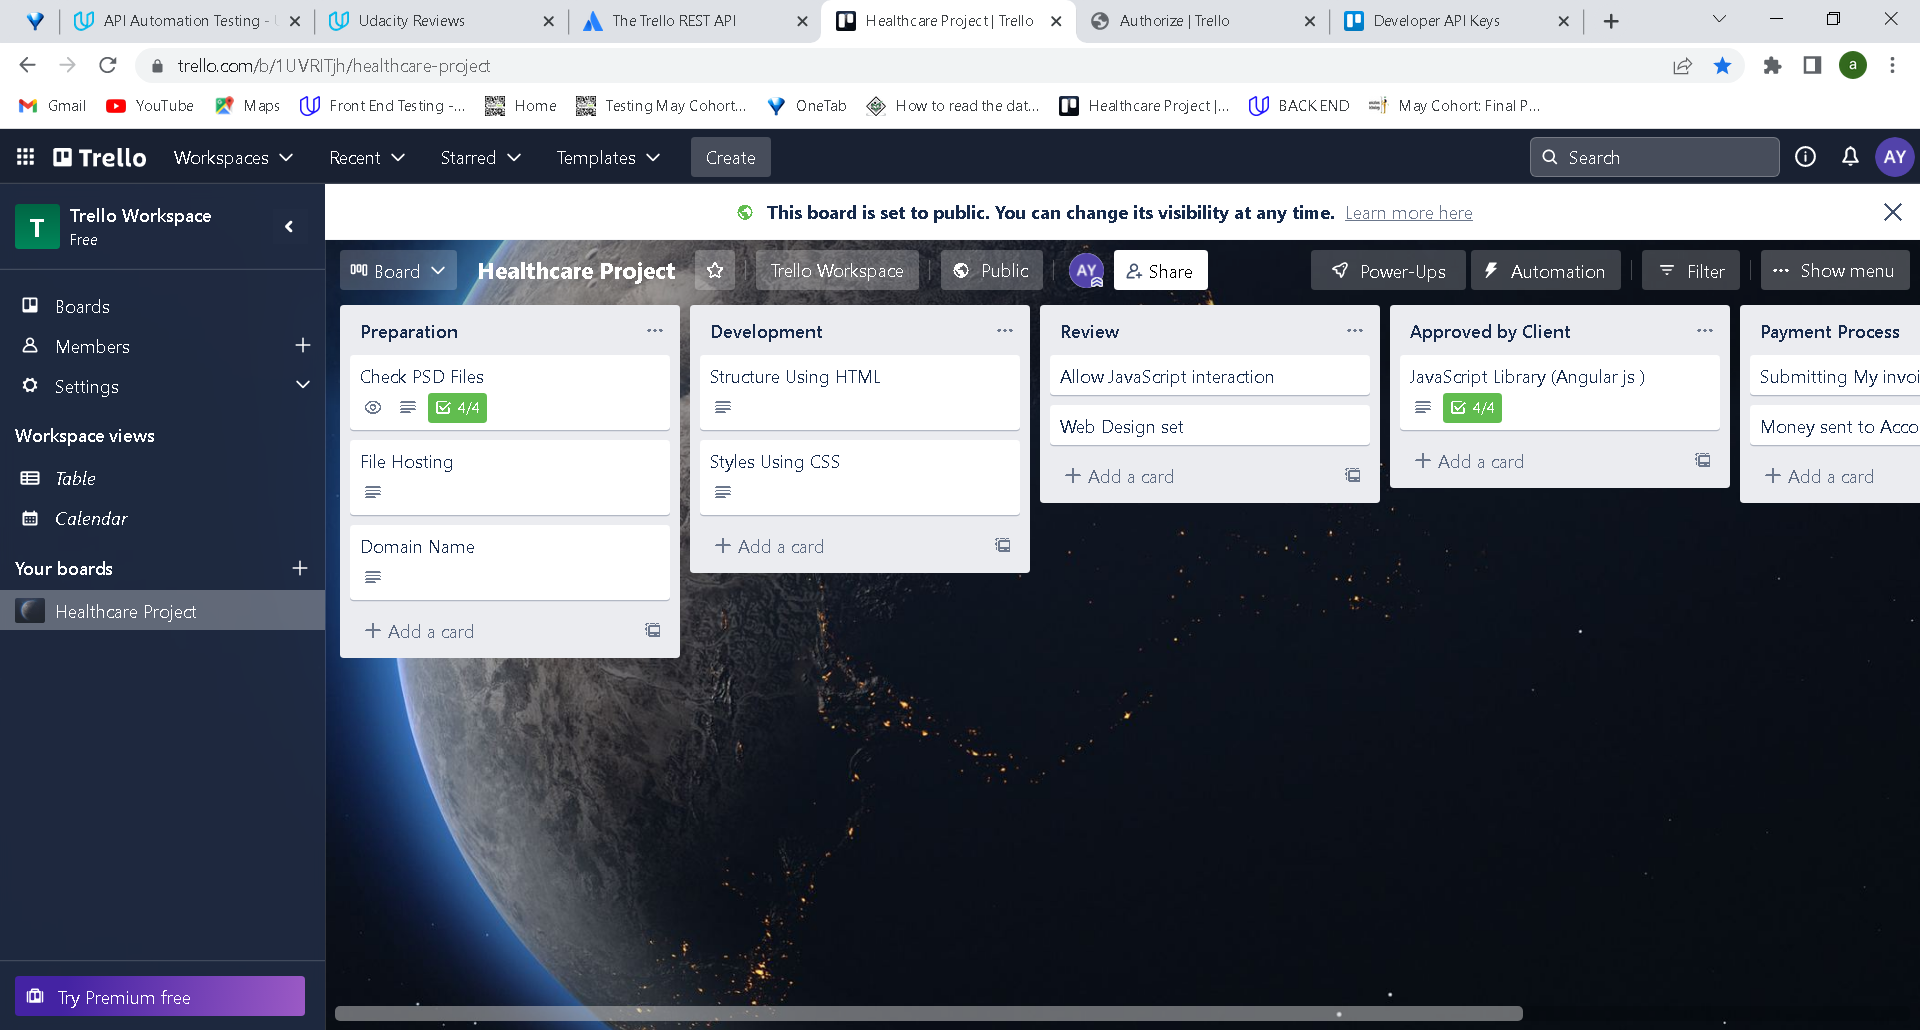 API Automation Testing -
Udacity Reviews
The Trello REST API
Healthcare Project | Trello
Authorize | Trello
Developer API Keys
trello.com/b/1UVRITjh/healthcare-project
a
Gmail
YouTube
Maps
Front End Testing -...
Home
Testing May Cohort...
OneTab
How to read the dat...
Healthcare Project |...
BACK END
May Cohort: Final P...
Trello
Workspaces
Recent
Starred
Templates
Create
Search
AY
T
Trello Workspace
Free
This board is set to public. You can change its visibility at any time. Learn more here
Board
Healthcare Project
Trello Workspace
Public
AY
Share
Power-Ups
Automation
Filter
Show menu
Boards
Members
Settings
Workspace views
Table
Calendar
Your boards
Healthcare Project
Try Premium free
Preparation
Check PSD Files
4/4
File Hosting
Domain Name
Add a card
Development
Structure Using HTML
Styles Using CSS
Add a card
Review
Allow JavaScript interaction
Web Design set
Add a card
Approved by Client
JavaScript Library (Angular js )
4/4
Add a card
Payment Process
Submitting My invoi
Money sent to Acco
Add a card